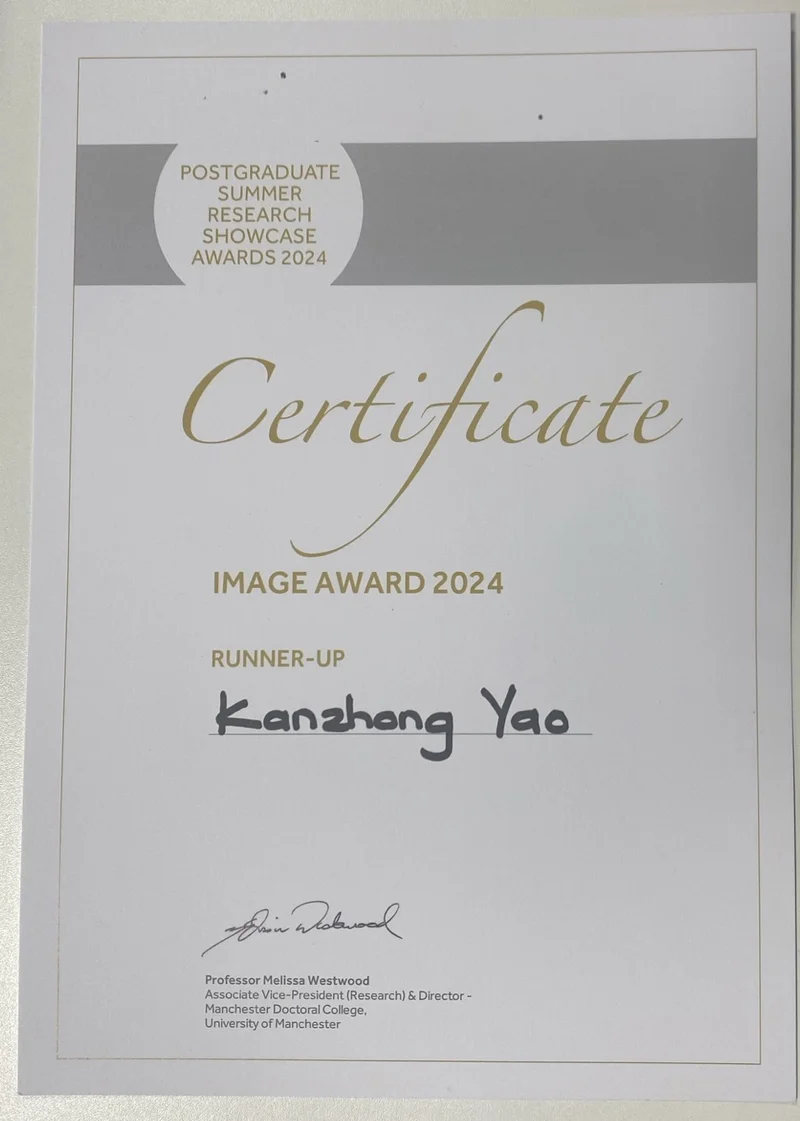 POSTGRADUATE
SUMMER
RESEARCH
SHOWCASE
AWARDS 2024
Certificate
IMAGE AWARD 2024
RUNNER-UP
Kanzhong Yao
Professor Melissa Westwood
Associate Vice-President (Research) & Director -
Manchester Doctoral College,
University of Manchester